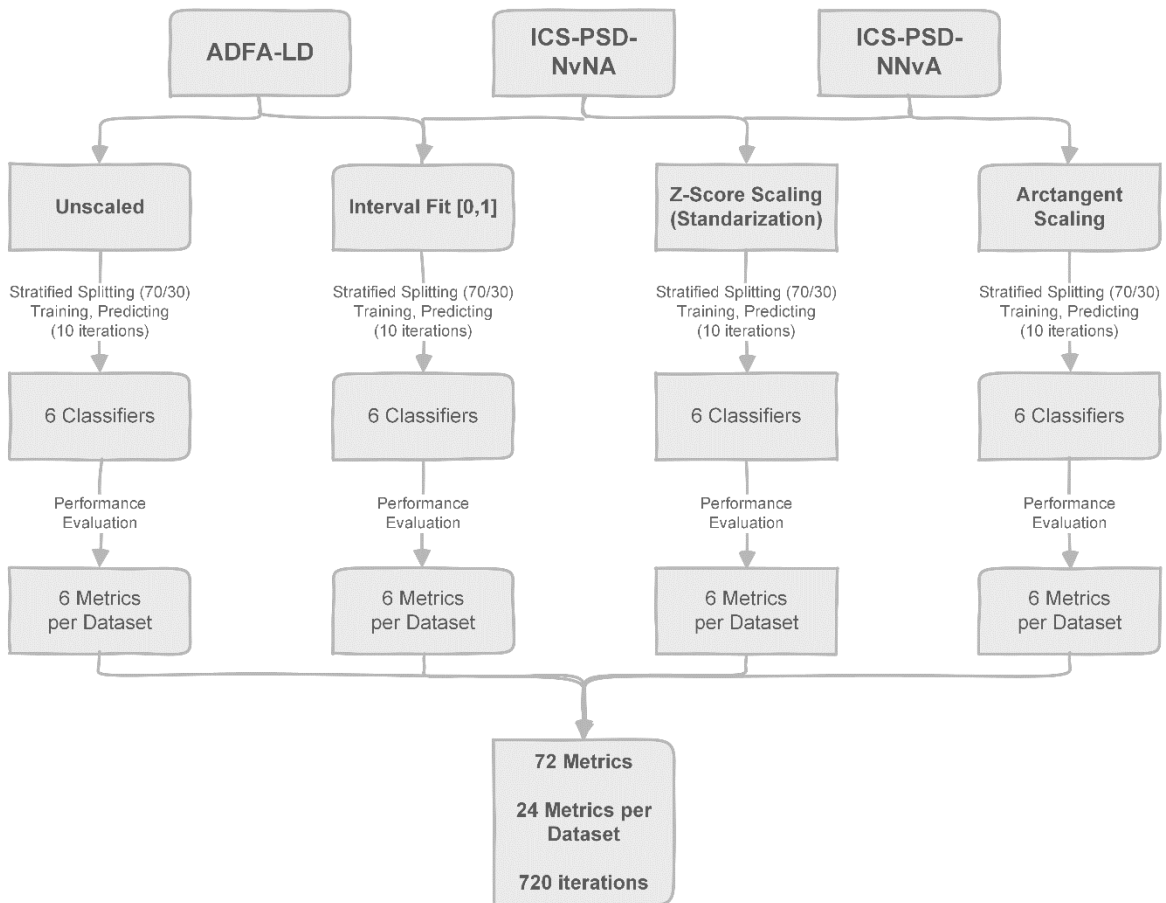 ADFA-LD
ICS-PSD-
NvNA
ICS-PSD-
NNvA
Unscaled
Interval Fit [0,1]
Z-Score Scaling
(Standarization)
Arctangent
Scaling
Stratified Splitting (70/30)
Training, Predicting
(10 iterations)
Stratified Splitting (70/30)
Training, Predicting
(10 iterations)
Stratified Splitting (70/30)
Training, Predicting
(10 iterations)
Stratified Splitting (70/30)
Training, Predicting
(10 iterations)
6 Classifiers
6 Classifiers
6 Classifiers
6 Classifiers
Performance
Evaluation
Performance
Evaluation
Performance
Evaluation
Performance
Evaluation
6 Metrics
per Dataset
6 Metrics
per Dataset
6 Metrics
per Dataset
6 Metrics
per Dataset
72 Metrics
24 Metrics per
Dataset
720 iterations